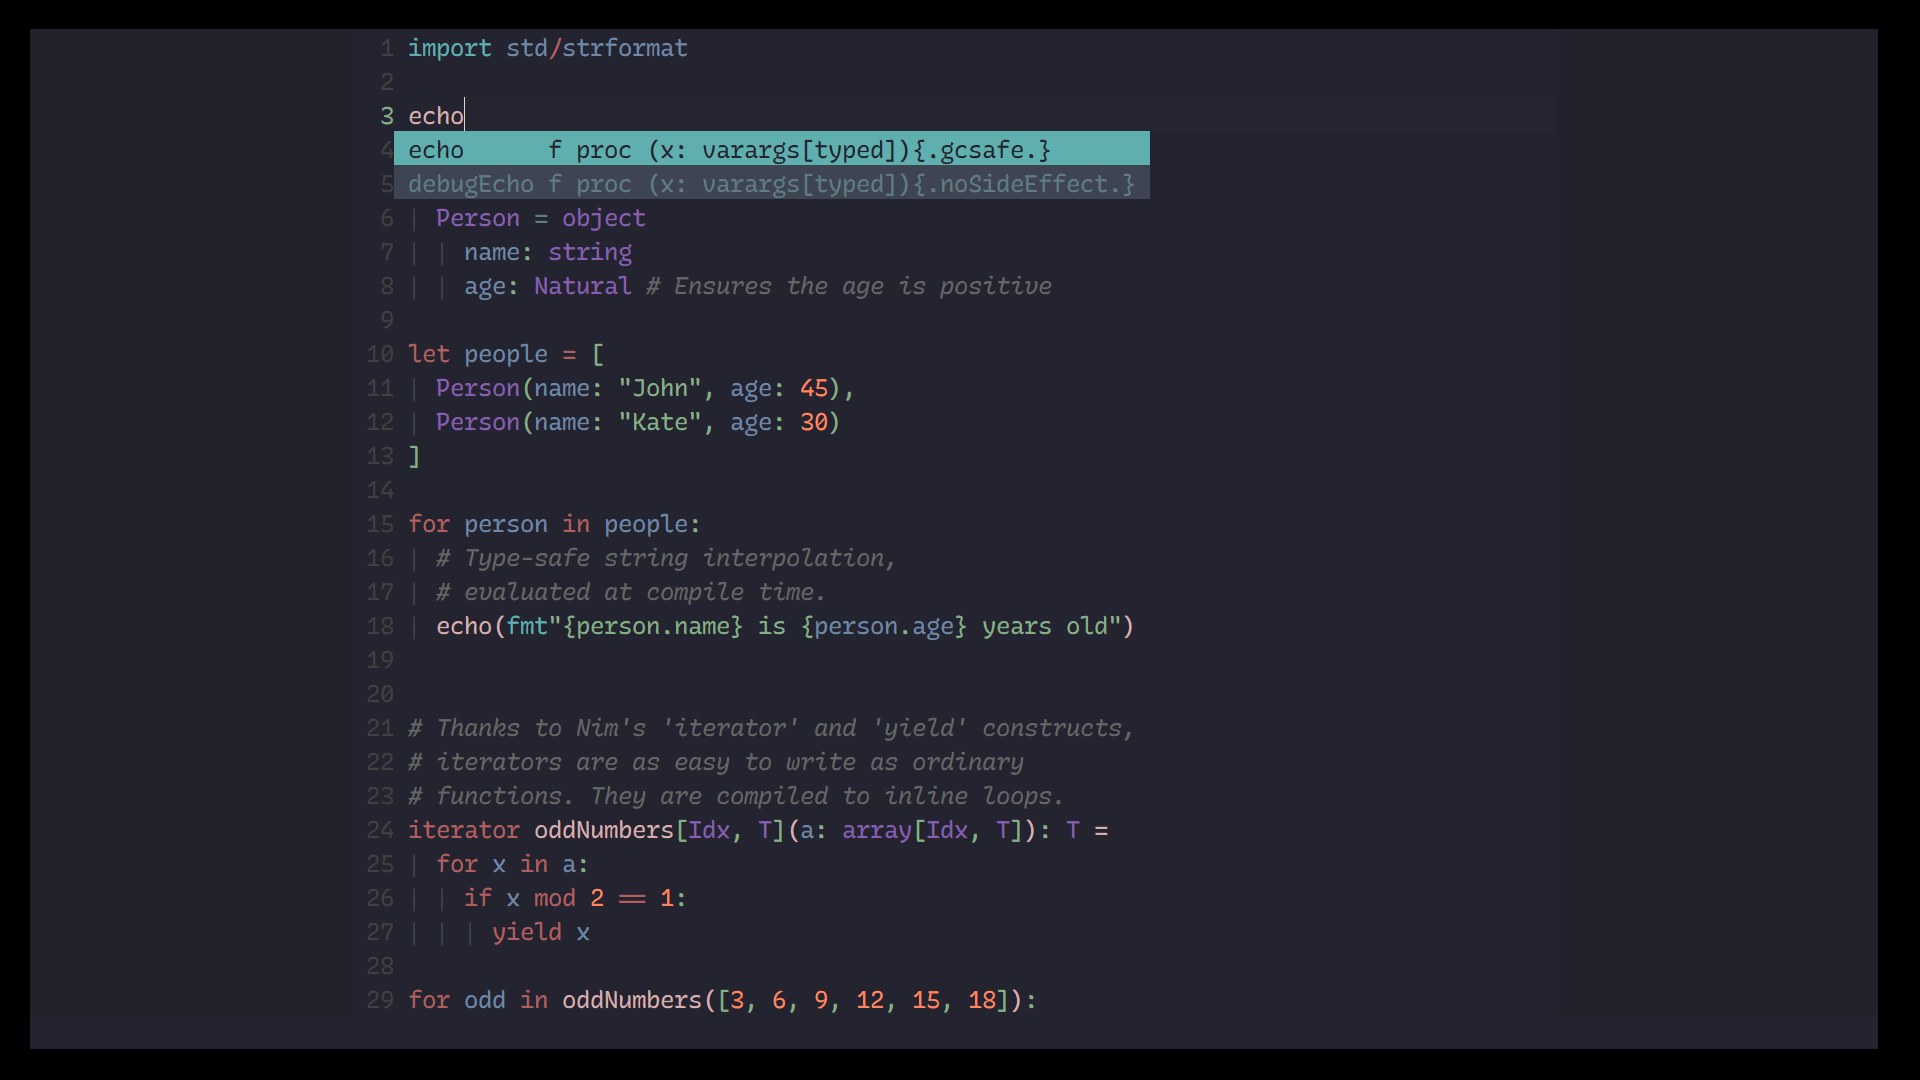 1 import std/strformat
2
3 echo
4 echo f proc (x: varargs[typed]){.gcsafe.}
5 debugEcho f proc (x: varargs[typed]){.noSideEffect.}
6 | Person = object
7 | | name: string
8 | | age: Natural # Ensures the age is positive
9
10 let people = [
11 | Person(name: "John", age: 45),
12 | Person(name: "Kate", age: 30)
13 ]
14
15 for person in people:
16 | # Type-safe string interpolation,
17 | # evaluated at compile time.
18 | echo(fmt"{person.name} is {person.age} years old")
19
20
21 # Thanks to Nim's 'iterator' and 'yield' constructs,
22 # iterators are as easy to write as ordinary
23 # functions. They are compiled to inline loops.
24 iterator oddNumbers[Idx, T](a: array[Idx, T]): T =
25 | for x in a:
26 | | if x mod 2 == 1:
27 | | | yield x
28
29 for odd in oddNumbers([3, 6, 9, 12, 15, 18]):